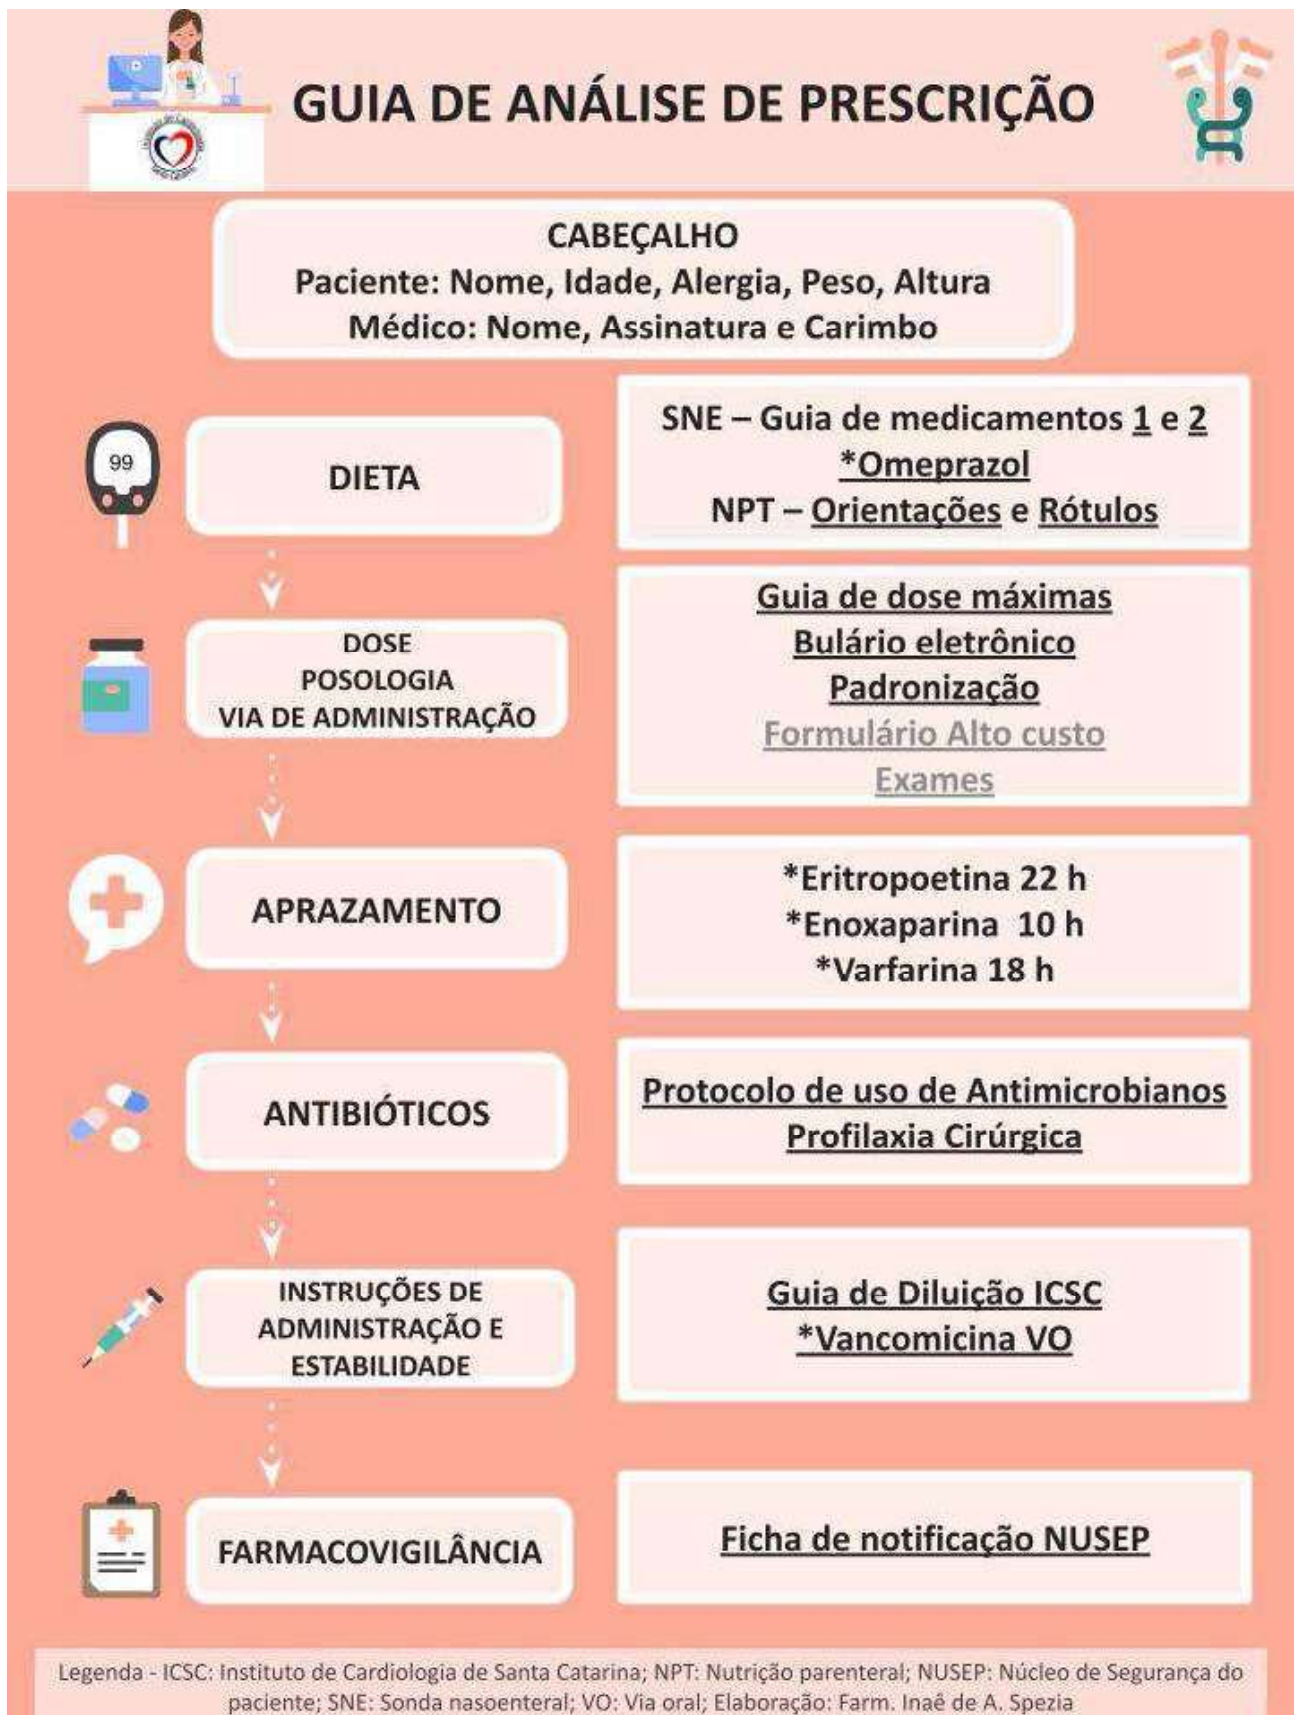 GUIA DE ANÁLISE DE PRESCRIÇÃO
CABEÇALHO
Paciente: Nome, Idade, Alergia, Peso, Altura
Médico: Nome, Assinatura e Carimbo
99
DIETA
SNE – Guia de medicamentos 1 e 2
*Omeprazol
NPT – Orientações e Rótulos
DOSE
POSOLOGIA
VIA DE ADMINISTRAÇÃO
Guia de dose máximas
Bulário eletrônico
Padronização
Formulário Alto custo
Exames
APRAZAMENTO
*Eritropoetina 22 h
*Enoxaparina 10 h
*Varfarina 18 h
ANTIBIÓTICOS
Protocolo de uso de Antimicrobianos
Profilaxia Cirúrgica
INSTRUÇÕES DE
ADMINISTRAÇÃO E
ESTABILIDADE
Guia de Diluição ICSC
*Vancomicina VO
FARMACOVIGILÂNCIA
Ficha de notificação NUSEP
Legenda - ICSC: Instituto de Cardiologia de Santa Catarina; NPT: Nutrição parenteral; NUSEP: Núcleo de Segurança do
paciente; SNE: Sonda nasoenteral; VO: Via oral; Elaboração: Farm. Inaê de A. Spezia